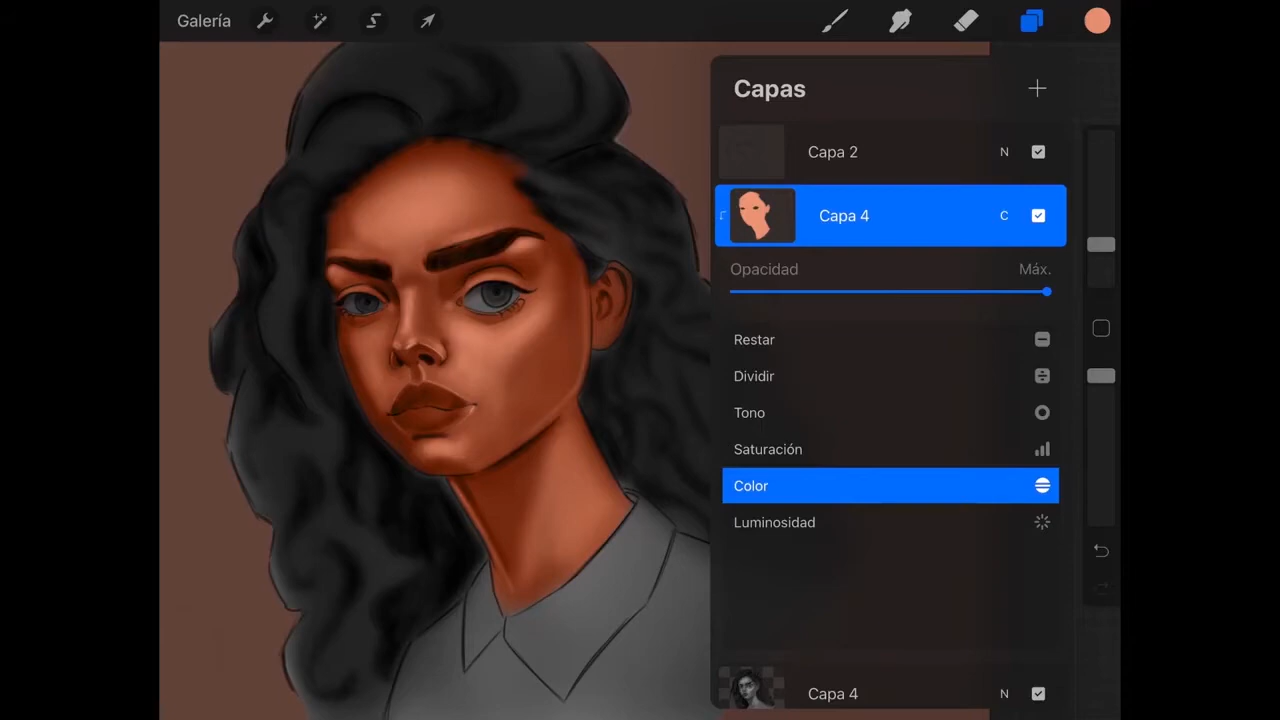 Galería
Capas
Capa 2 N
Capa 4 C
Opacidad Máx.
Restar
Dividir
Tono
Saturación
Color
Luminosidad
Capa 4 N